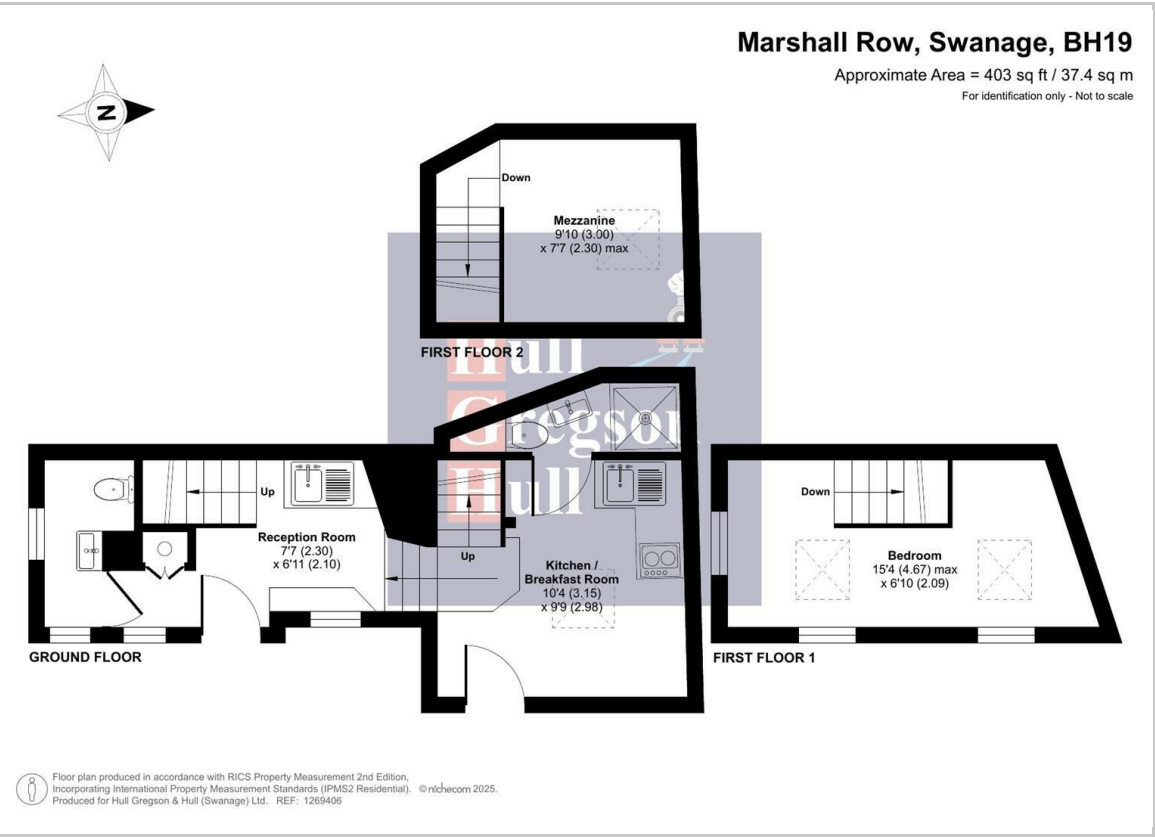 Marshall Row, Swanage, BH19
Approximate Area = 403 sq ft / 37.4 sq m
For identification only - Not to scale
N
Down
Mezzanine
9'10 (3.00)
x 7'7 (2.30) max
FIRST FLOOR 2
Hull
Gregson
Hull
Up
Reception Room
7'7 (2.30)
x 6'11 (2.10)
Up
Kitchen /
Breakfast Room
10'4 (3.15)
x 9'9 (2.98)
GROUND FLOOR
Down
Bedroom
15'4 (4.67) max
x 6'10 (2.09)
FIRST FLOOR 1
Floor plan produced in accordance with RICS Property Measurement 2nd Edition,
Incorporating International Property Measurement Standards (IPMS2 Residential). © nichecom 2025.
Produced for Hull Gregson & Hull (Swanage) Ltd. REF: 1269406